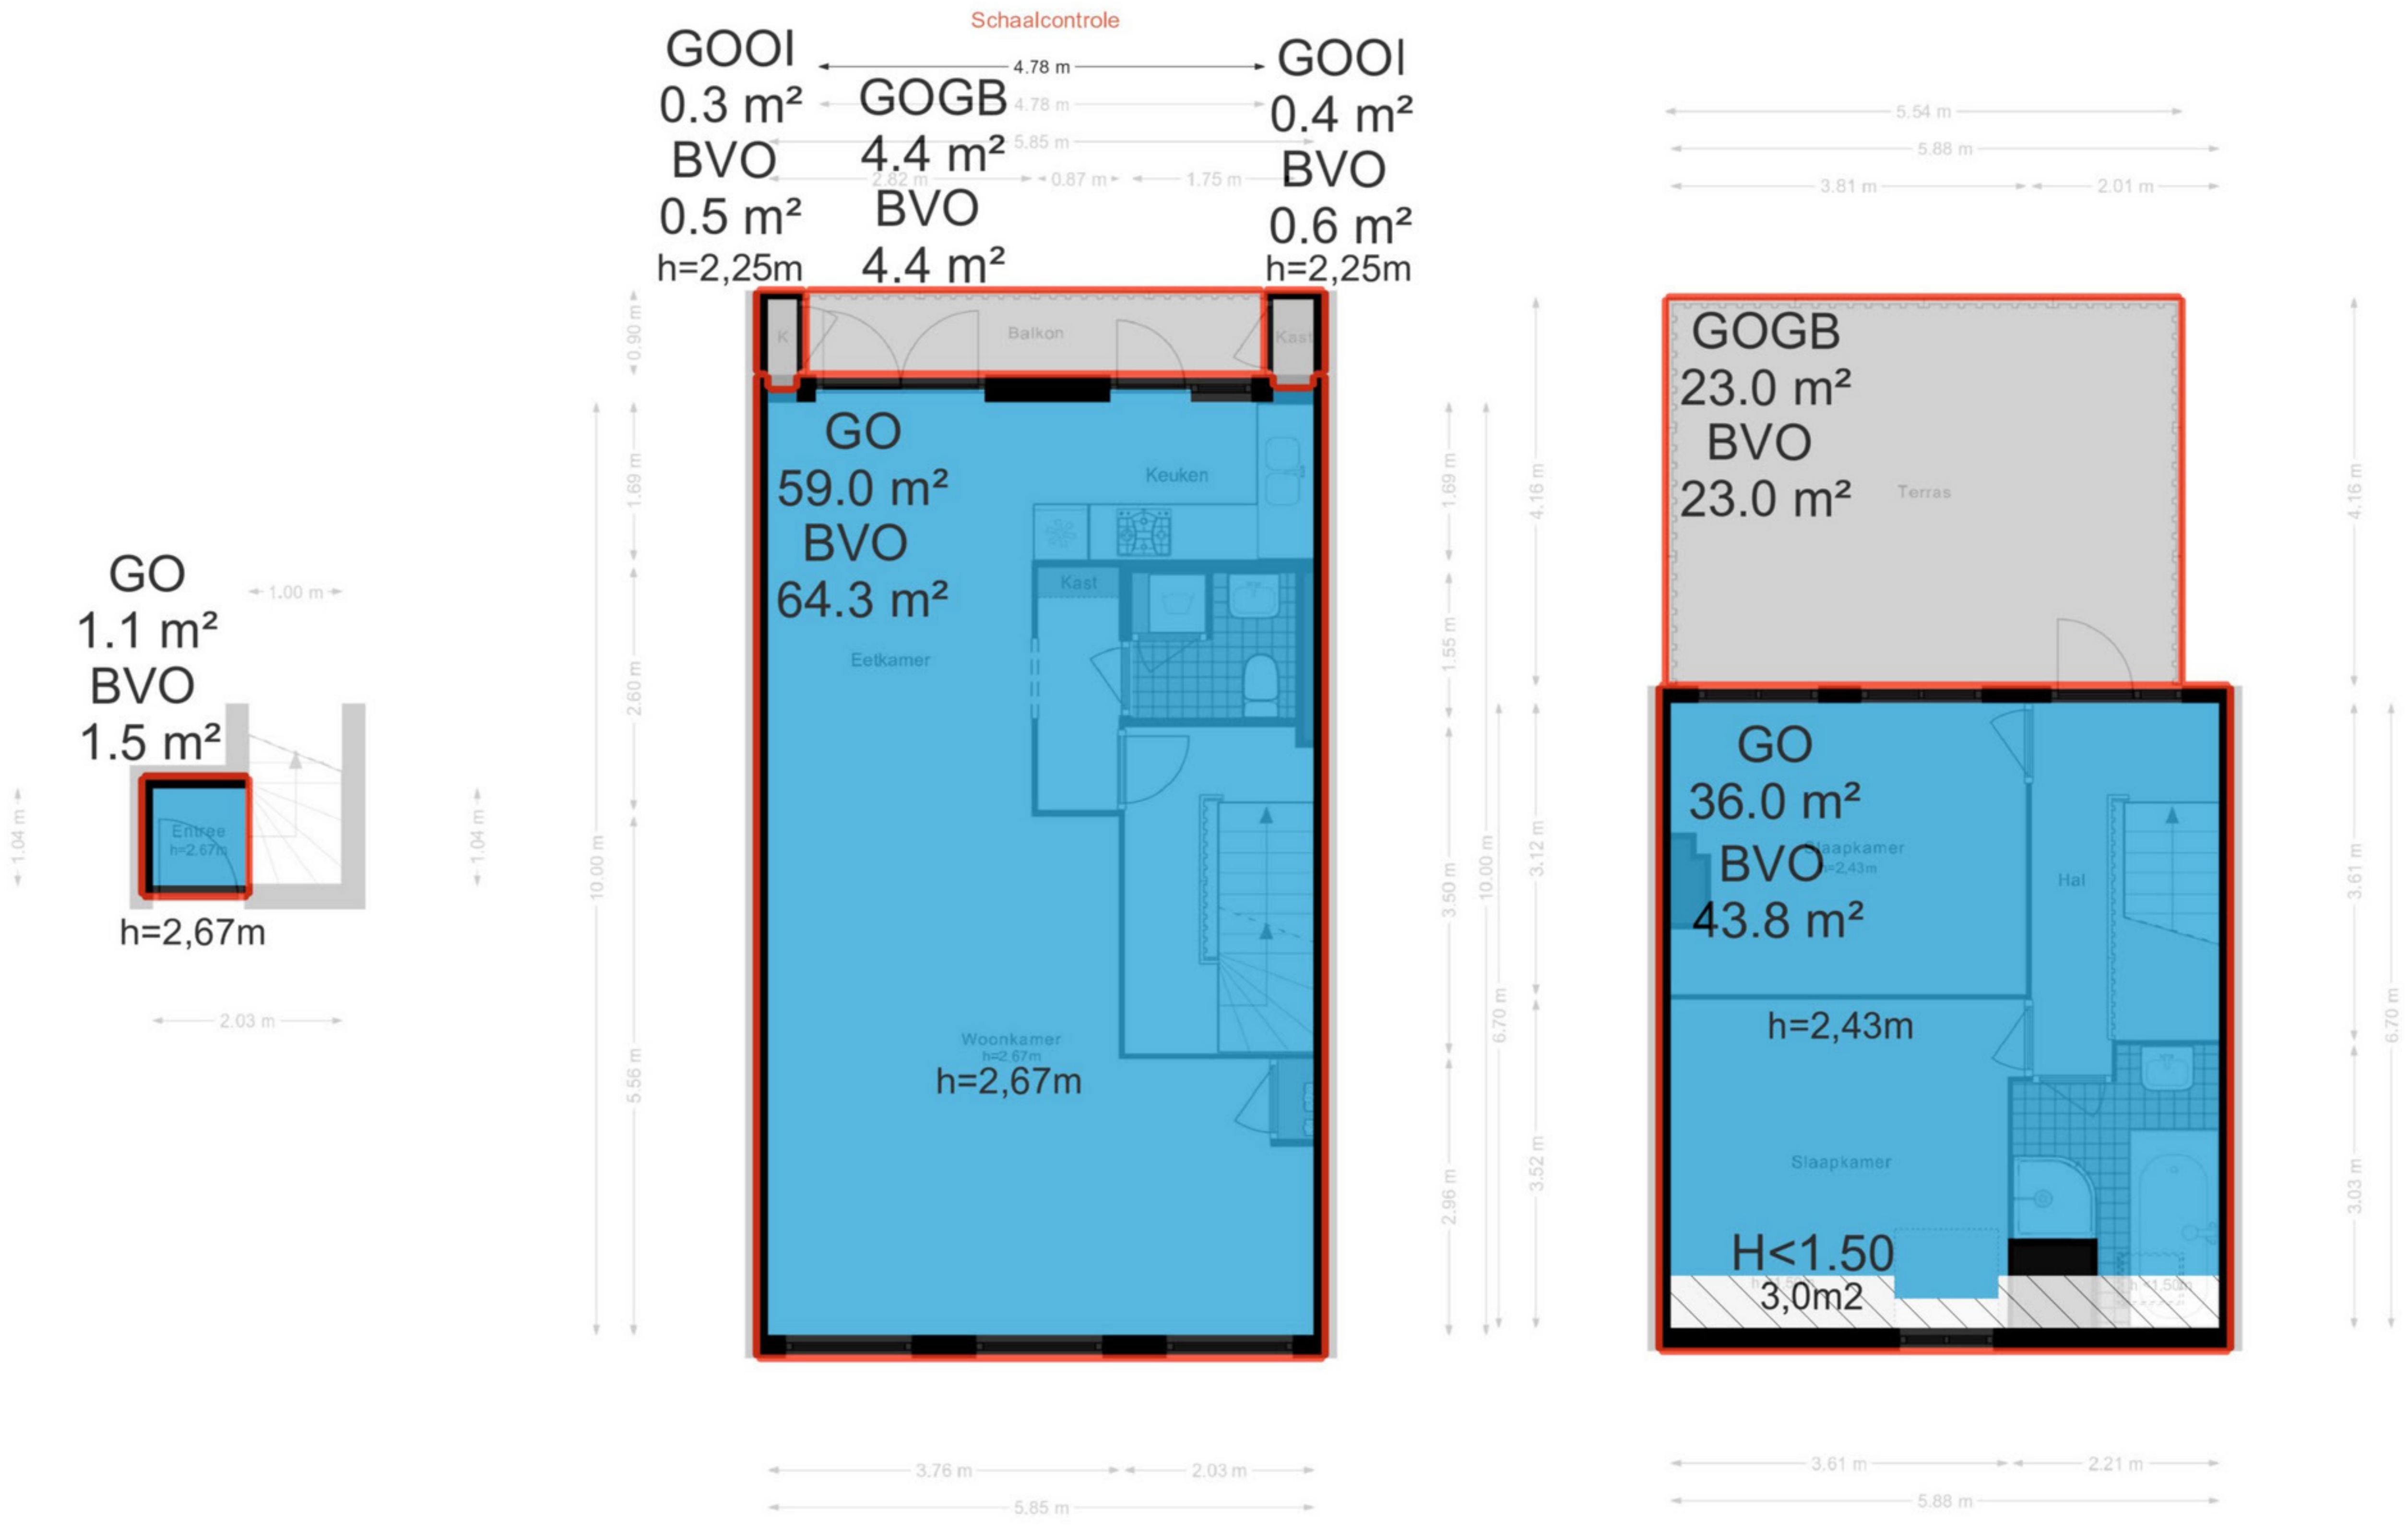 Schaalcontrole
GOOI
0.3 m²
BVO
0.5 m²
h=2,25m
4.78 m
4.78 m
5.85 m
2.82 m
0.87 m
1.75 m
GOGB
4.4 m²
BVO
4.4 m²
GOOI
0.4 m²
BVO
0.6 m²
h=2,25m
5.54 m
5.88 m
3.81 m
2.01 m
GO
1.1 m²
BVO
1.5 m²
1.00 m
1.04 m
Entree
h=2.67m
1.04 m
h=2,67m
2.03 m
0.90 m
1.69 m
2.60 m
5.56 m
10.00 m
K
Balkon
Kast
GO
59.0 m²
BVO
64.3 m²
Keuken
Kast
Eetkamer
Woonkamer
h=2.67m
h=2,67m
1.69 m
1.55 m
3.50 m
2.96 m
10.00 m
6.70 m
4.16 m
3.12 m
3.52 m
3.76 m
2.03 m
5.85 m
GOGB
23.0 m²
BVO
23.0 m²
Terras
GO
36.0 m²
BVO
43.8 m²
Slaapkamer
h=2,43m
Hal
h=2,43m
Slaapkamer
H<1.50
3,0m2
4.16 m
3.61 m
3.03 m
6.70 m
3.61 m
2.21 m
5.88 m